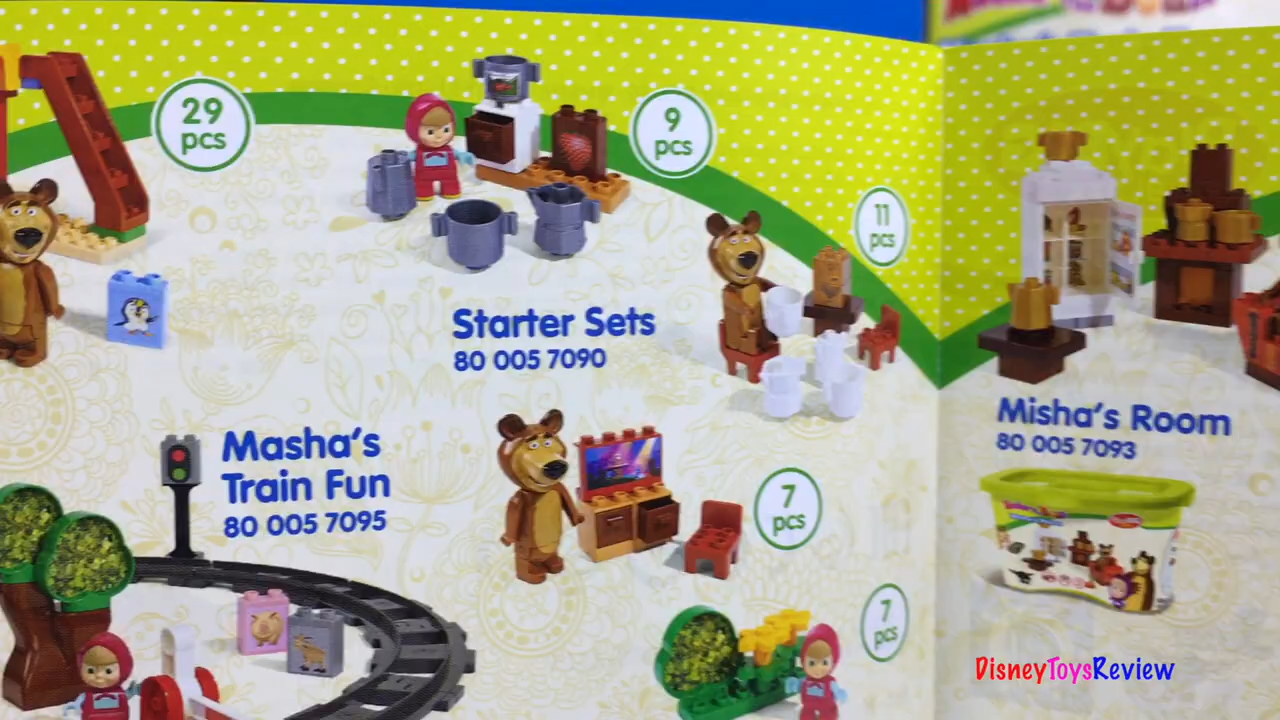 29
pcs
9
pcs
11
pcs
Starter Sets
80 005 7090
Misha's Room
80 005 7093
Masha's
Train Fun
80 005 7095
7
pcs
7
pcs
DisneyToysReview